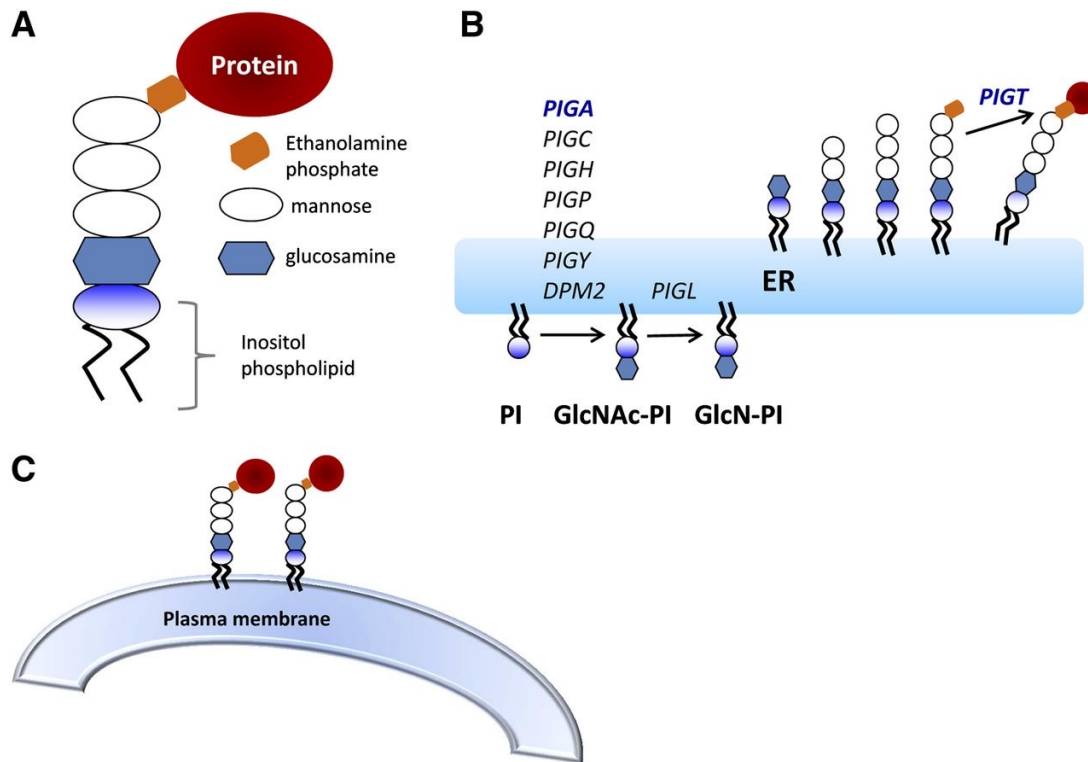 A
Protein
Ethanolamine
phosphate
mannose
glucosamine
Inositol
phospholipid
B
PIGA
PIGC
PIGH
PIGP
PIGQ
PIGY
DPM2
PIGL
PIGT
ER
PI
GlcNAc-PI
GlcN-PI
C
Plasma membrane